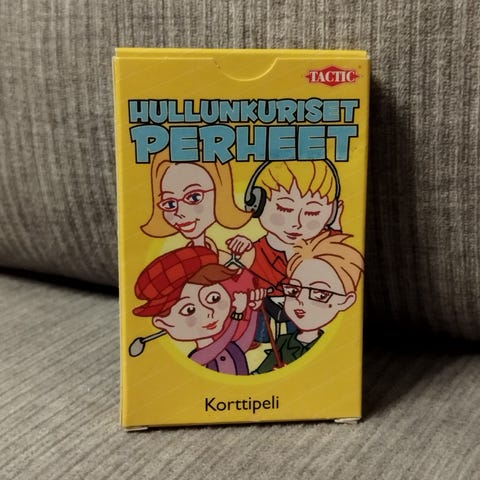 TACTIC
HULLUNKURISET
PERHEET
Korttipeli